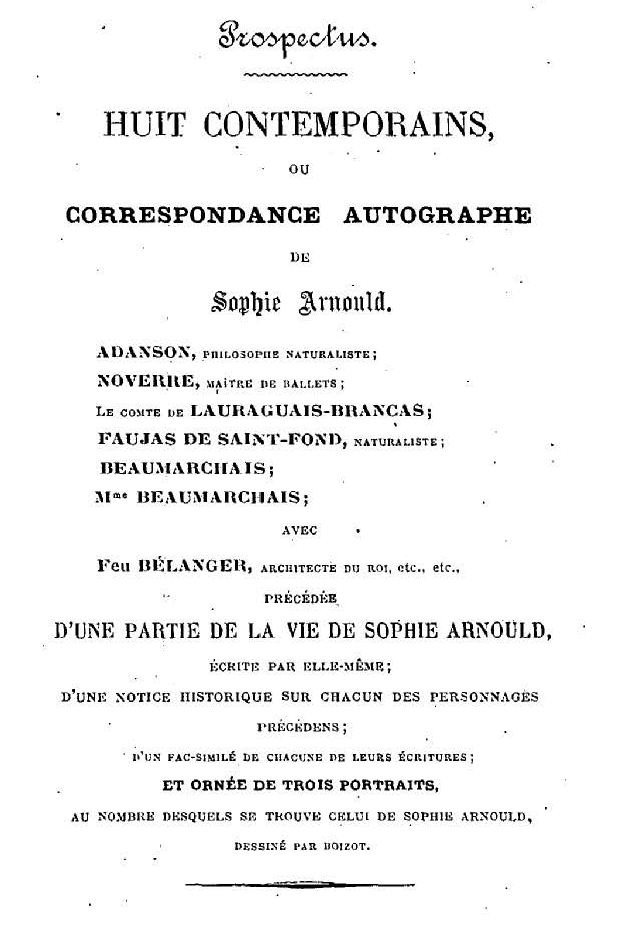 Prospectus.
HUIT CONTEMPORAINS,
OU
CORRESPONDANCE AUTOGRAPHE
DE
Sophie Arnould.
ADANSON, PHILOSOPHE NATURALISTE;
NOVERRE, MAÎTRE DE BALLETS;
LE COMTE DE LAURAGUAIS-BRANCAS;
FAUJAS DE SAINT-FOND, NATURALISTE;
BEAUMARCHAIS;
Mme BEAUMARCHAIS;
AVEC
Feu BÉLANGER, ARCHITECTE DU ROI, etc., etc.,
PRÉCÉDÉE
D'UNE PARTIE DE LA VIE DE SOPHIE ARNOULD,
ÉCRITE PAR ELLE-MÊME;
D'UNE NOTICE HISTORIQUE SUR CHACUN DES PERSONNAGES
PRÉCÉDENS;
D'UN FAC-SIMILÉ DE CHACUNE DE LEURS ÉCRITURES;
ET ORNÉE DE TROIS PORTRAITS,
AU NOMBRE DESQUELS SE TROUVE CELUI DE SOPHIE ARNOULD,
DESSINÉ PAR BOIZOT.